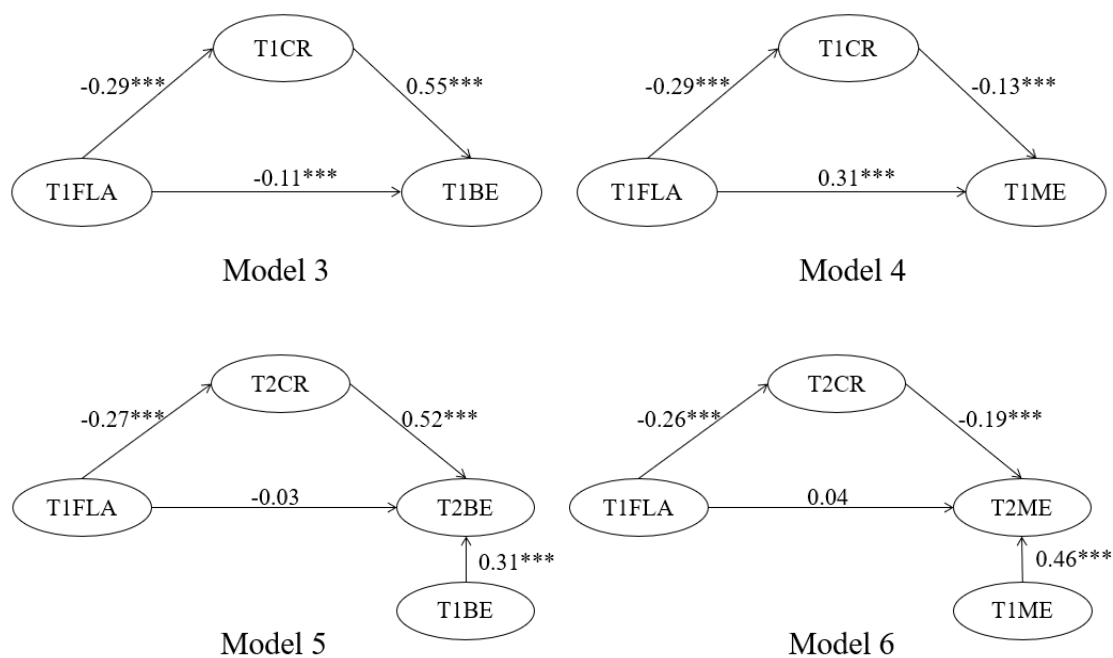 T1CR
-0.29***
0.55***
T1FLA
-0.11***
T1BE
Model 3
T1CR
-0.29***
-0.13***
T1FLA
0.31***
T1ME
Model 4
T2CR
-0.27***
0.52***
T1FLA
-0.03
T2BE
0.31***
T1BE
Model 5
T2CR
-0.26***
-0.19***
T1FLA
0.04
T2ME
0.46***
T1ME
Model 6